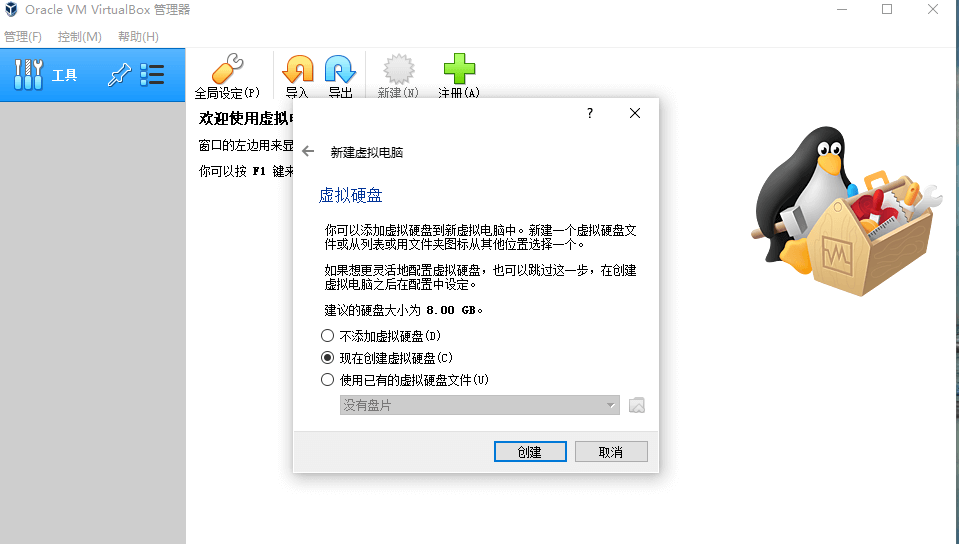 Oracle VM VirtualBox 管理器
管理(F) 控制(M) 帮助(H)
工具
全局设定(P) 导入 导出 新建(N) 注册(A)
欢迎使用虚拟
窗口的左边用来显
你可以按 F1 键来
?
新建虚拟电脑
虚拟硬盘
你可以添加虚拟硬盘到新虚拟电脑中。新建一个虚拟硬盘文
件或从列表或用文件夹图标从其他位置选择一个。
如果想更灵活地配置虚拟硬盘，也可以跳过这一步，在创建
虚拟电脑之后在配置中设定。
建议的硬盘大小为 8.00 GB。
不添加虚拟硬盘(D)
现在创建虚拟硬盘(C)
使用已有的虚拟硬盘文件(U)
没有盘片
创建 取消